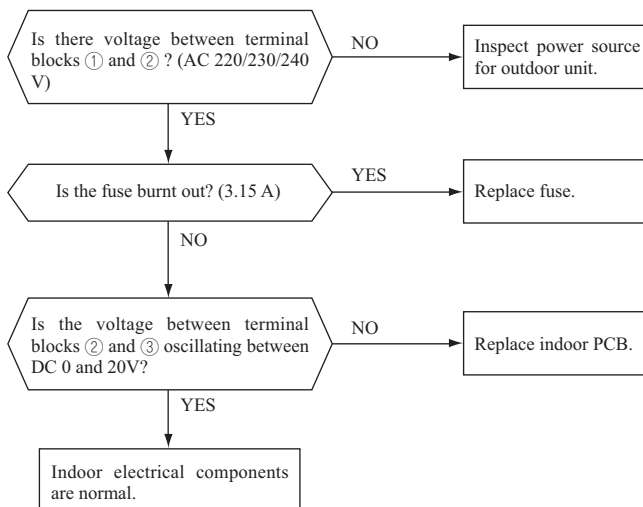 Is there voltage between terminal
blocks ① and ② ? (AC 220/230/240
V)
NO
Inspect power source
for outdoor unit.
YES
Is the fuse burnt out? (3.15 A)
YES
Replace fuse.
NO
Is the voltage between terminal
blocks ② and ③ oscillating between
DC 0 and 20V?
NO
Replace indoor PCB.
YES
Indoor electrical components
are normal.